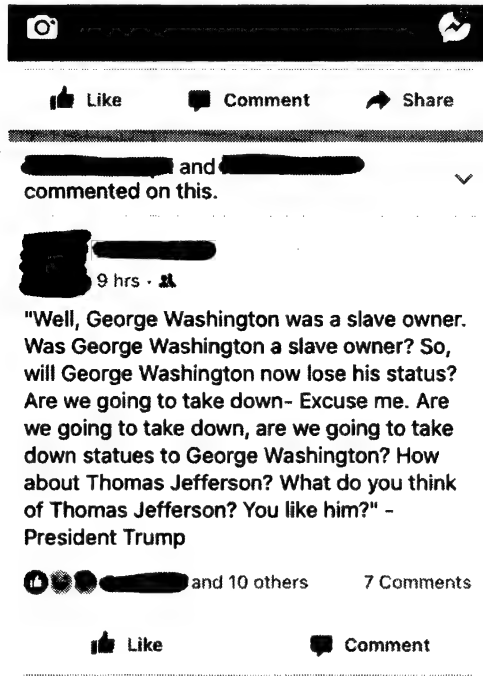 Like Comment Share
and
commented on this.
9 hrs ·
"Well, George Washington was a slave owner.
Was George Washington a slave owner? So,
will George Washington now lose his status?
Are we going to take down- Excuse me. Are
we going to take down, are we going to take
down statues to George Washington? How
about Thomas Jefferson? What do you think
of Thomas Jefferson? You like him?" -
President Trump
and 10 others 7 Comments
Like Comment